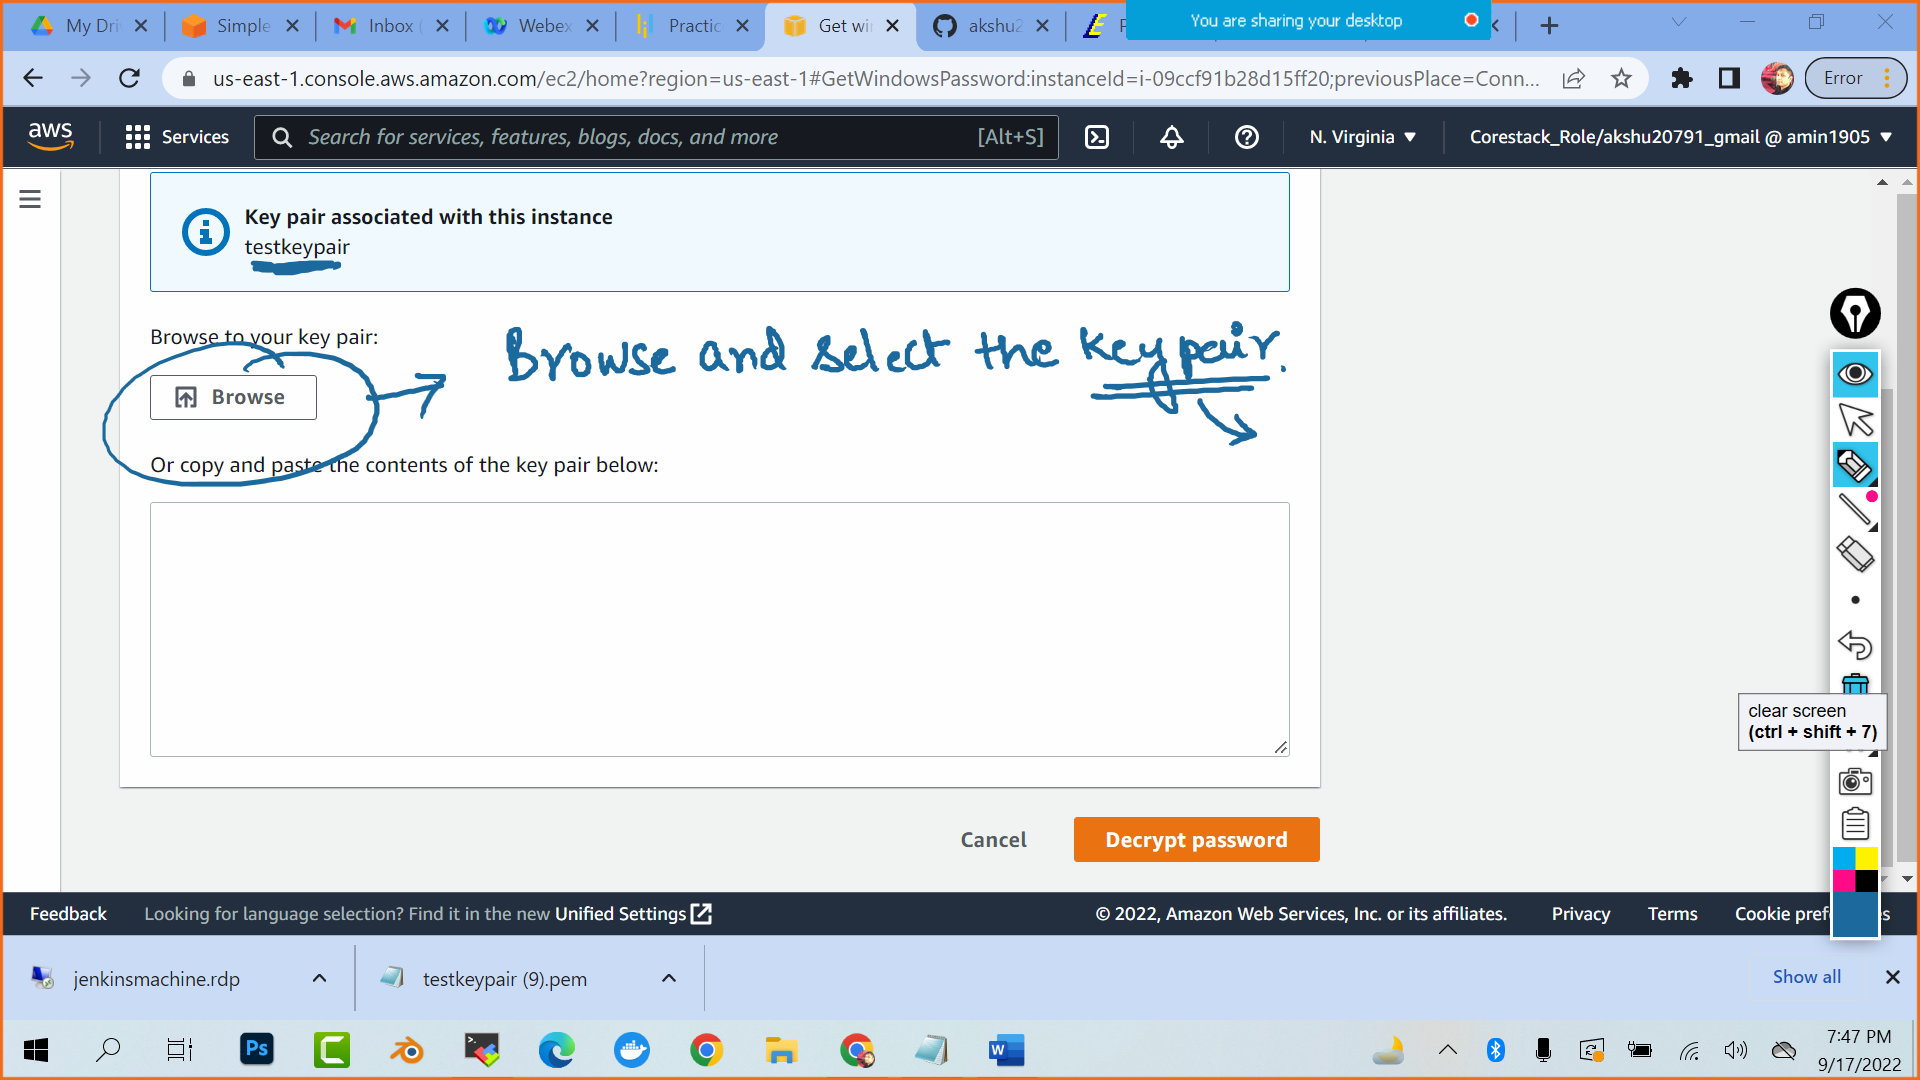 My Dri
Simple
Inbox (
Webex
Practic
Get wi
akshu2
You are sharing your desktop
us-east-1.console.aws.amazon.com/ec2/home?region=us-east-1#GetWindowsPassword:instanceId=i-09ccf91b28d15ff20;previousPlace=Conn...
Error
aws
Services
Search for services, features, blogs, docs, and more [Alt+S]
N. Virginia
Corestack_Role/akshu20791_gmail @ amin1905
Key pair associated with this instance
testkeypair
Browse to your key pair:
Browse and select the keypair.
Browse
Or copy and paste the contents of the key pair below:
clear screen
(ctrl + shift + 7)
Cancel
Decrypt password
Feedback
Looking for language selection? Find it in the new Unified Settings
© 2022, Amazon Web Services, Inc. or its affiliates.
Privacy
Terms
Cookie pref s
jenkinsmachine.rdp
testkeypair (9).pem
Show all
Ps
C
W
7:47 PM
9/17/2022